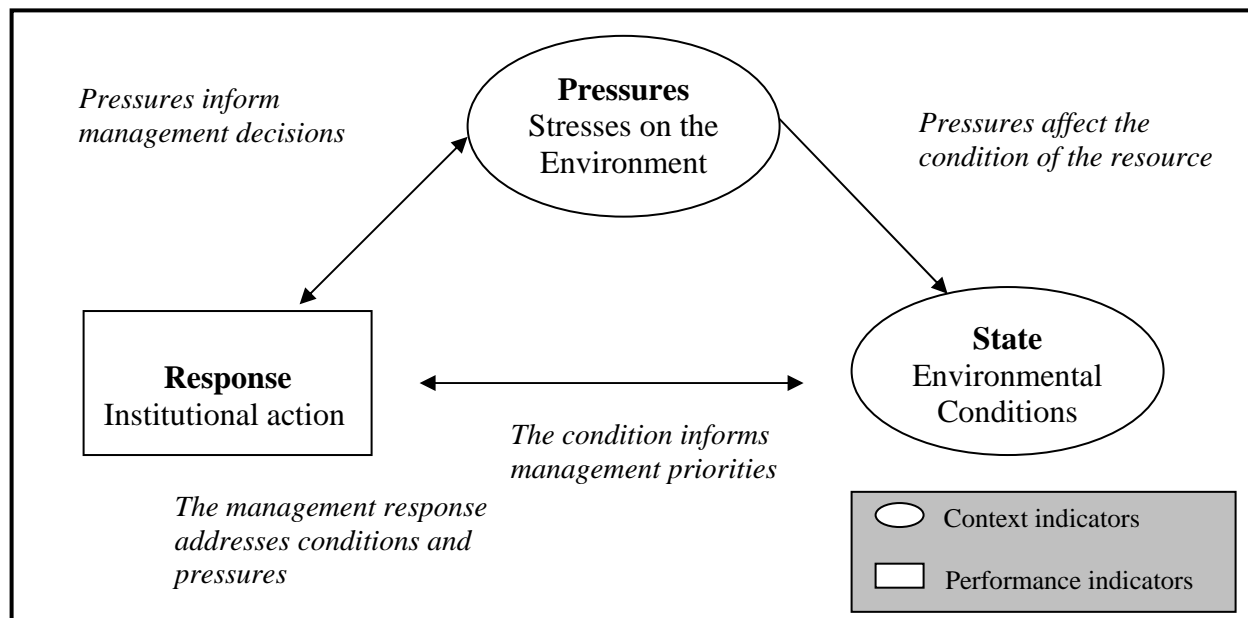 Pressures
Stresses on the
Environment
Pressures inform
management decisions
Pressures affect the
condition of the resource
Response
Institutional action
State
Environmental
Conditions
The condition informs
management priorities
The management response
addresses conditions and
pressures
Context indicators
Performance indicators